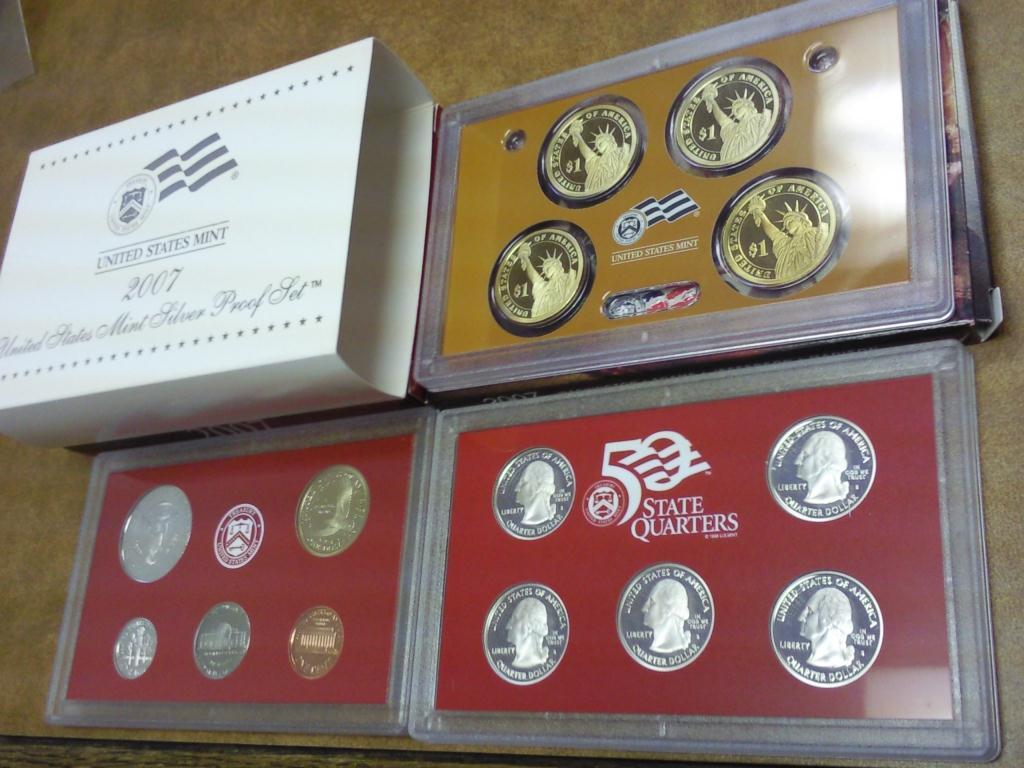 UNITED STATES MINT
2007
United States Mint Silver Proof Set™
UNITED STATES OF AMERICA
$1
UNITED STATES OF AMERICA
$1
UNITED STATES OF AMERICA
$1
UNITED STATES OF AMERICA
$1
UNITED STATES MINT
50
STATE
QUARTERS
UNITED STATES OF AMERICA
LIBERTY
IN
GOD WE
TRUST
S
QUARTER DOLLAR
UNITED STATES OF AMERICA
LIBERTY
IN
GOD WE
TRUST
S
QUARTER DOLLAR
UNITED STATES OF AMERICA
LIBERTY
IN
GOD WE
TRUST
S
QUARTER DOLLAR
UNITED STATES OF AMERICA
LIBERTY
IN
GOD WE
TRUST
S
QUARTER DOLLAR
UNITED STATES OF AMERICA
LIBERTY
IN
GOD WE
TRUST
S
QUARTER DOLLAR